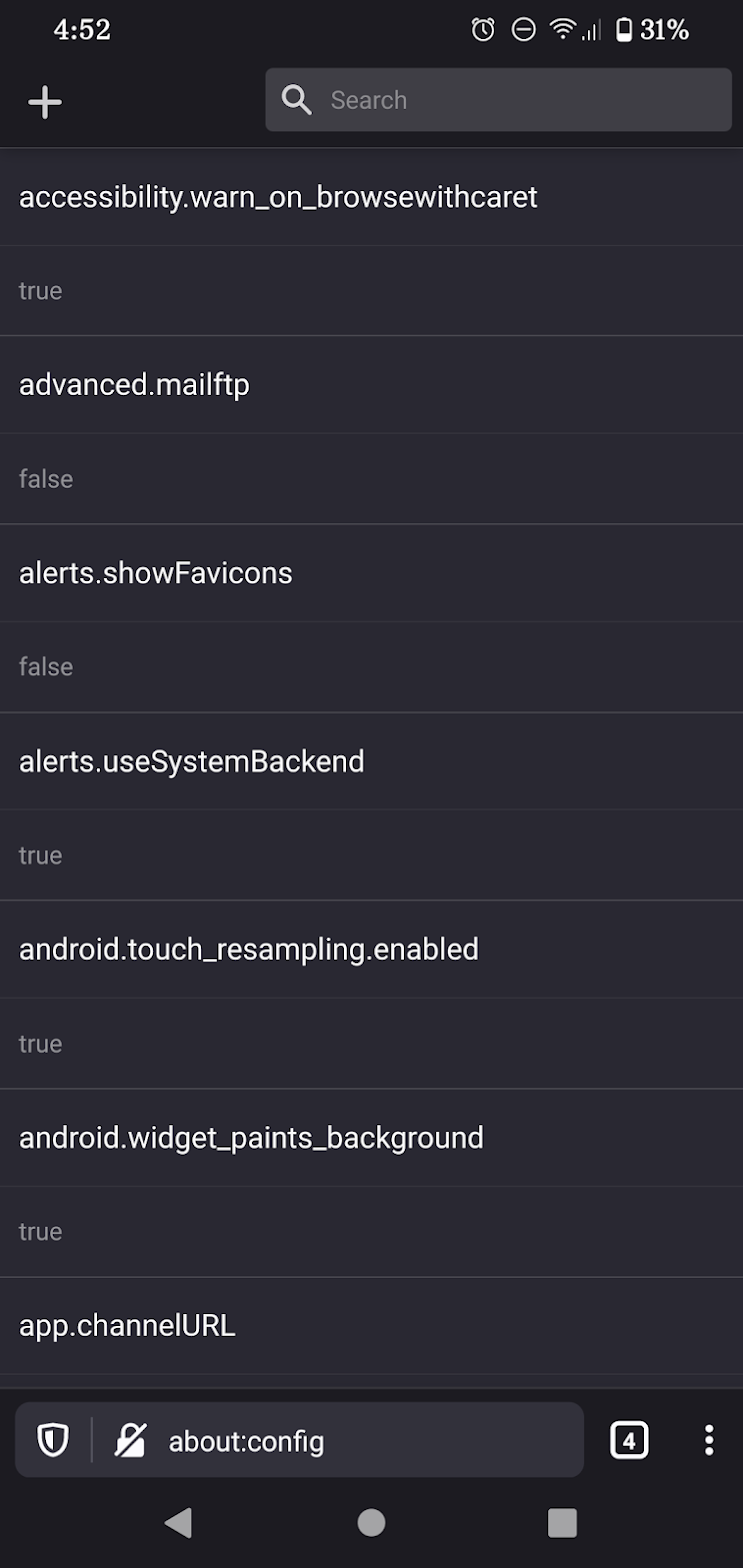 4:52
31%
Search
accessibility.warn_on_browsewithcaret
true
advanced.mailftp
false
alerts.showFavicons
false
alerts.useSystemBackend
true
android.touch_resampling.enabled
true
android.widget_paints_background
true
app.channelURL
about:config
4